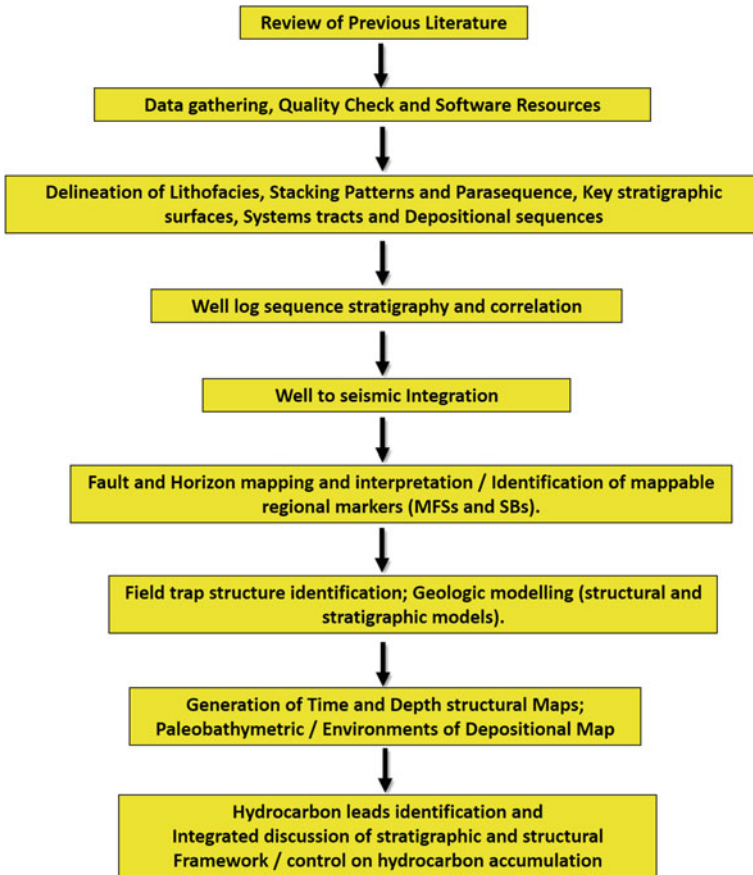 Review of Previous Literature
Data gathering, Quality Check and Software Resources
Delineation of Lithofacies, Stacking Patterns and Parasequence, Key stratigraphic
surfaces, Systems tracts and Depositional sequences
Well log sequence stratigraphy and correlation
Well to seismic Integration
Fault and Horizon mapping and interpretation / Identification of mappable
regional markers (MFSs and SBs).
Field trap structure identification; Geologic modelling (structural and
stratigraphic models).
Generation of Time and Depth structural Maps;
Paleobathymetric / Environments of Depositional Map
Hydrocarbon leads identification and
Integrated discussion of stratigraphic and structural
Framework / control on hydrocarbon accumulation